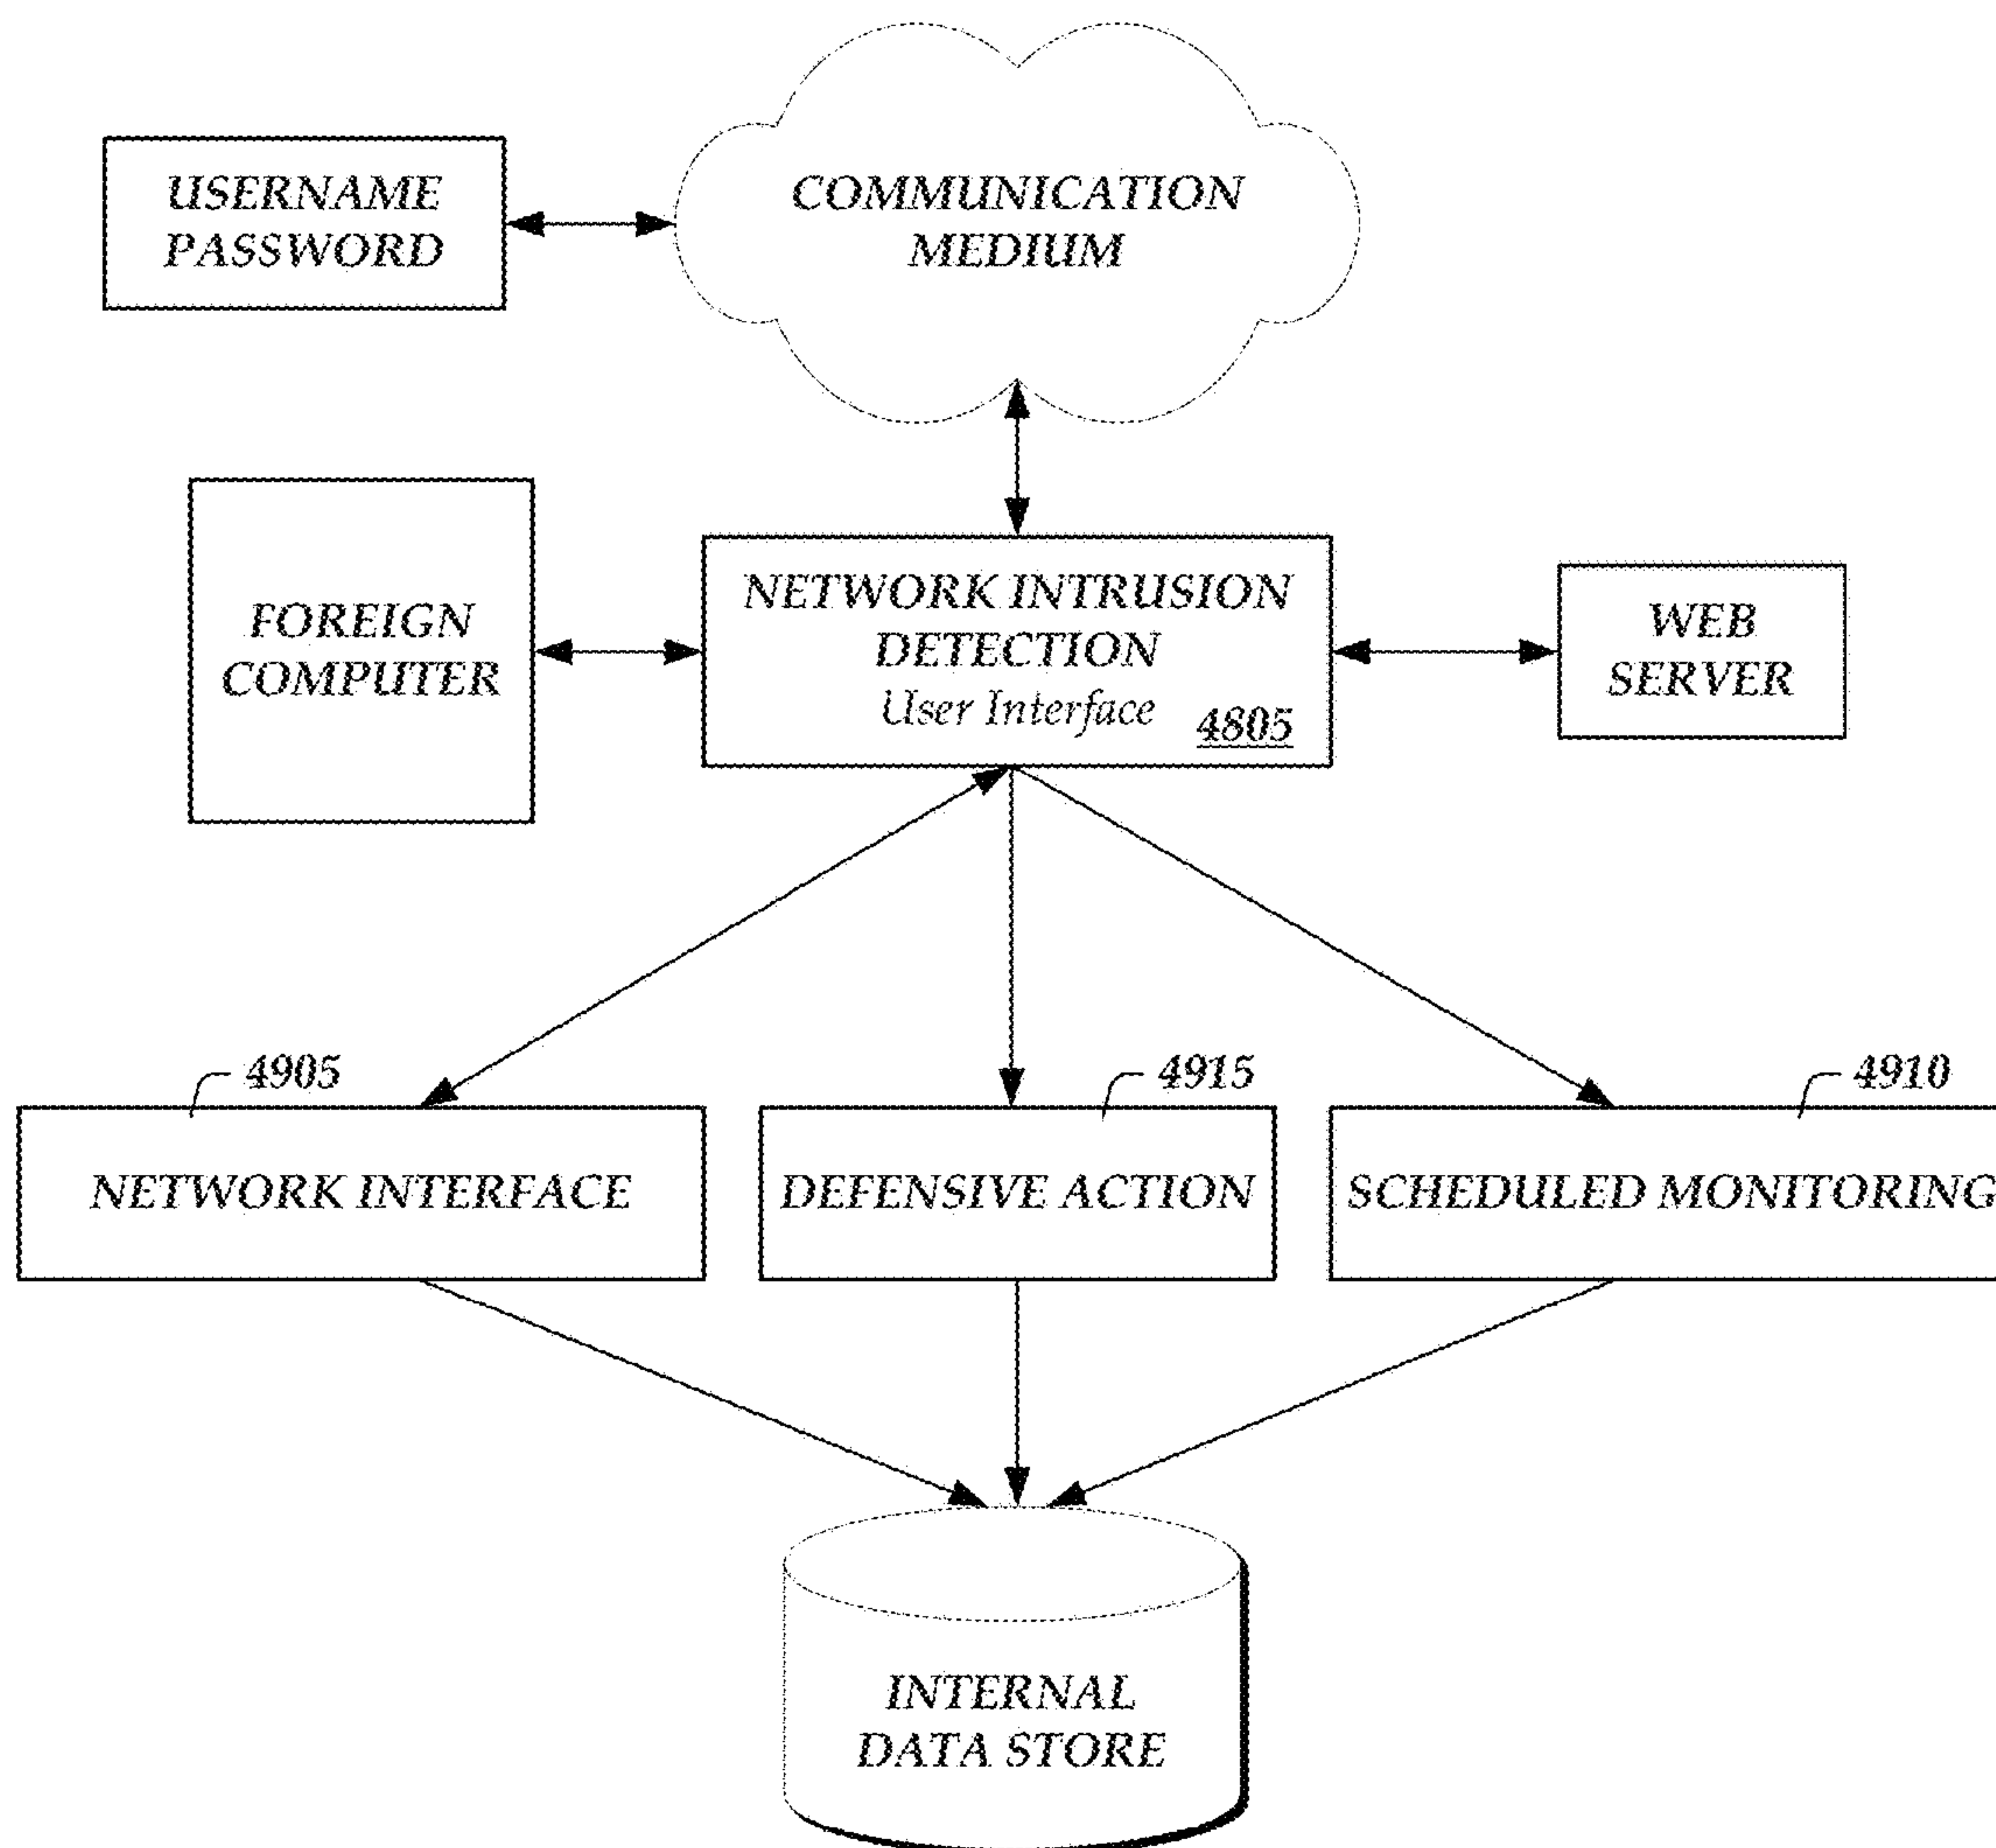 USERNAME
PASSWORD
COMMUNICATION
MEDIUM
FOREIGN
COMPUTER
NETWORK INTRUSION
DETECTION
User Interface
4805
WEB
SERVER
4905
NETWORK INTERFACE
4915
DEFENSIVE ACTION
4910
SCHEDULED MONITORING
INTERNAL
DATA STORE